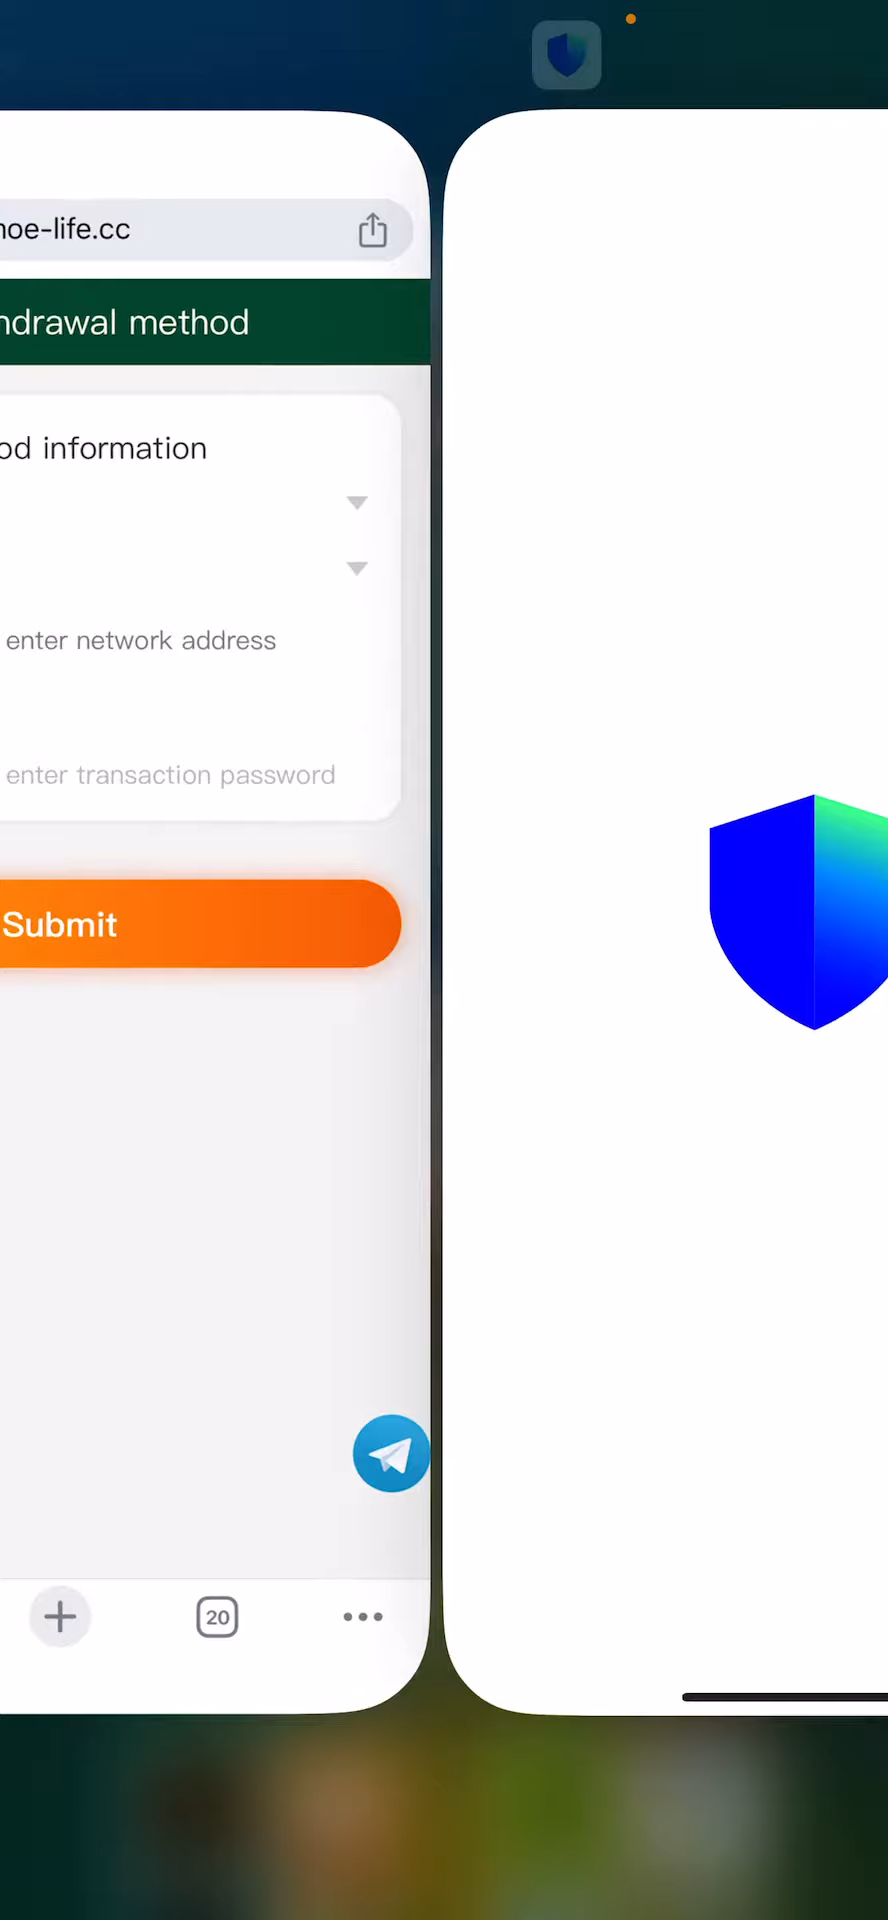 noe-life.cc
ndrawal method
od information
enter network address
enter transaction password
Submit
20